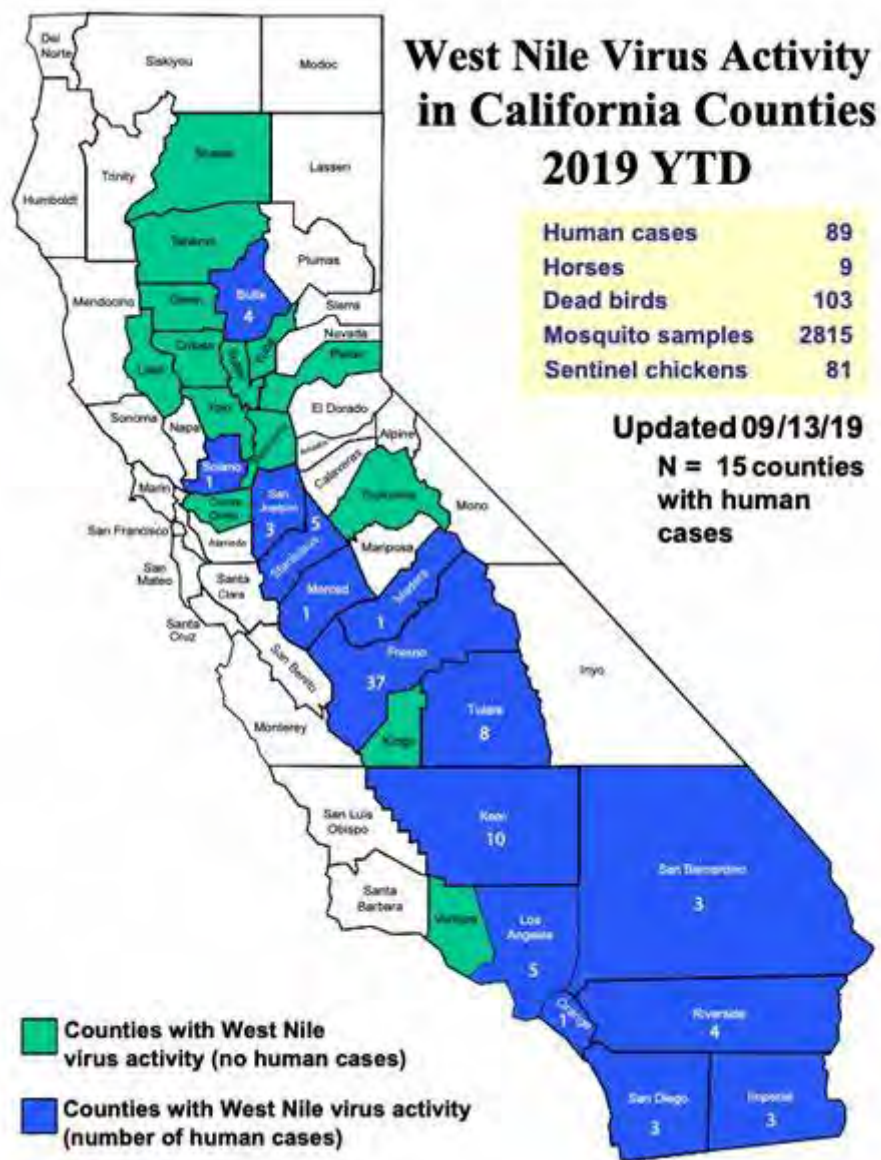 West Nile Virus Activity
in California Counties
2019 YTD
Human cases 89
Horses 9
Dead birds 103
Mosquito samples 2815
Sentinel chickens 81
Updated 09/13/19
N = 15 counties
with human
cases
Del
Norte
Siskiyou
Modoc
Shasta
Trinity
Lassen
Humboldt
Tehama
Plumas
Butte
4
Mendocino
Glenn
Sierra
Nevada
Colusa
Lake
Yuba
Placer
Sutter
Yolo
El Dorado
Sonoma
Napa
Sacramento
Alpine
Amador
Solano
1
Calaveras
Marin
San
Joaquin
3
Tuolumne
Mono
Contra
Costa
San Francisco
Alameda
5
Stanislaus
Mariposa
San
Mateo
Santa
Clara
Merced
1
Madera
1
Santa
Cruz
San Benito
Fresno
37
Inyo
Monterey
Tulare
8
Kings
San Luis
Obispo
Kern
10
San Bernardino
3
Santa
Barbara
Ventura
Los
Angeles
5
Orange
1
Riverside
4
San Diego
3
Imperial
3
Counties with West Nile
virus activity (no human cases)
Counties with West Nile virus activity
(number of human cases)